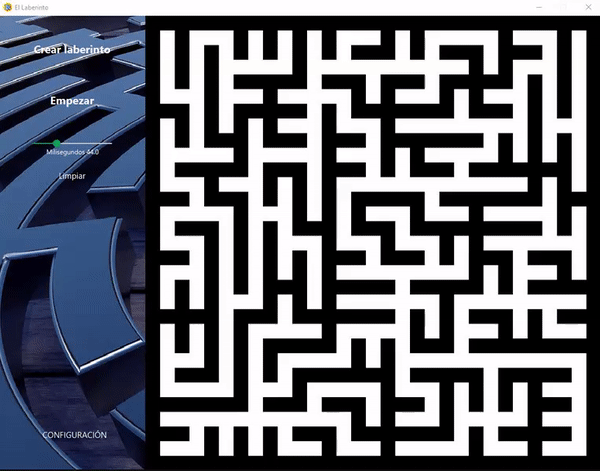 El Laberinto
Crear laberinto
Empezar
Milisegundos 44.0
Limpiar
CONFIGURACIÓN